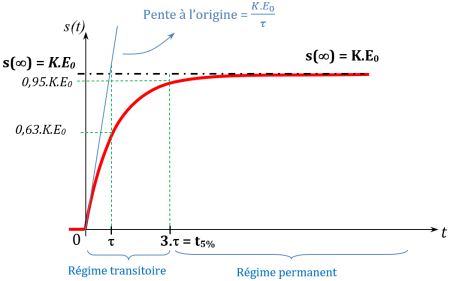 s(t)
Pente à l'origine = K.E₀/τ
s(∞) = K.E₀
s(∞) = K.E₀
0,95.K.E₀
0,63.K.E₀
0
τ
3.τ = t₅%
t
Régime transitoire
Régime permanent